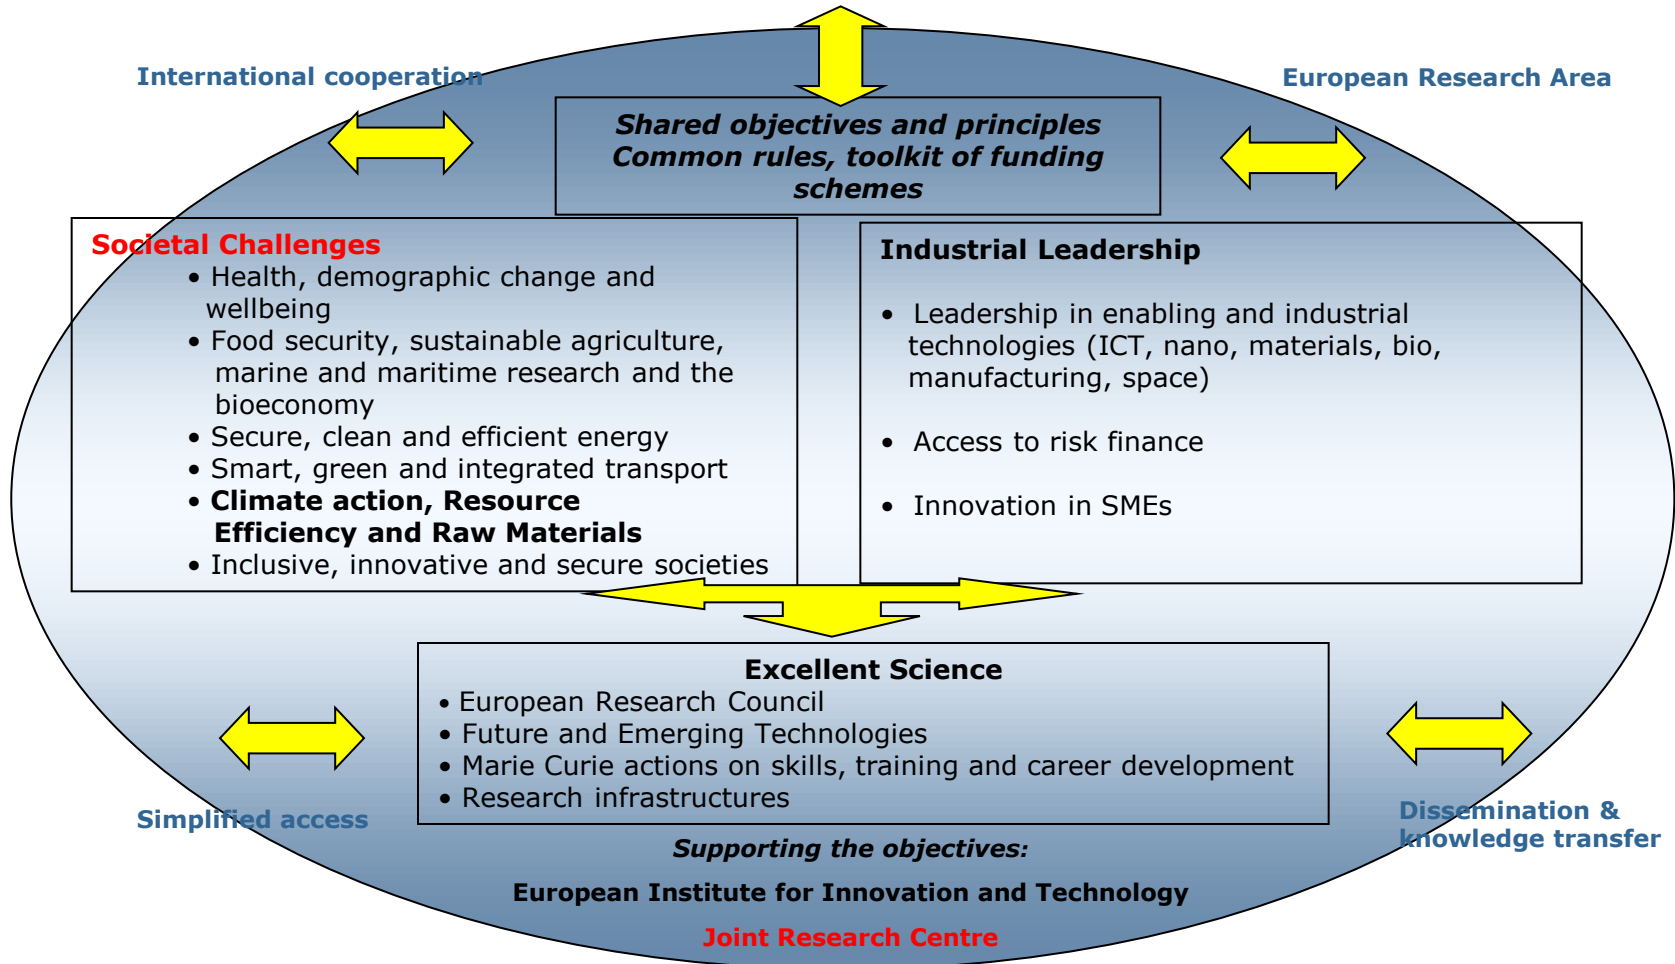 International cooperation
European Research Area
Shared objectives and principles
Common rules, toolkit of funding
schemes
Societal Challenges
• Health, demographic change and
wellbeing
• Food security, sustainable agriculture,
marine and maritime research and the
bioeconomy
• Secure, clean and efficient energy
• Smart, green and integrated transport
• Climate action, Resource
Efficiency and Raw Materials
• Inclusive, innovative and secure societies
Industrial Leadership
• Leadership in enabling and industrial
technologies (ICT, nano, materials, bio,
manufacturing, space)
• Access to risk finance
• Innovation in SMEs
Excellent Science
• European Research Council
• Future and Emerging Technologies
• Marie Curie actions on skills, training and career development
• Research infrastructures
Simplified access
Dissemination &
knowledge transfer
Supporting the objectives:
European Institute for Innovation and Technology
Joint Research Centre